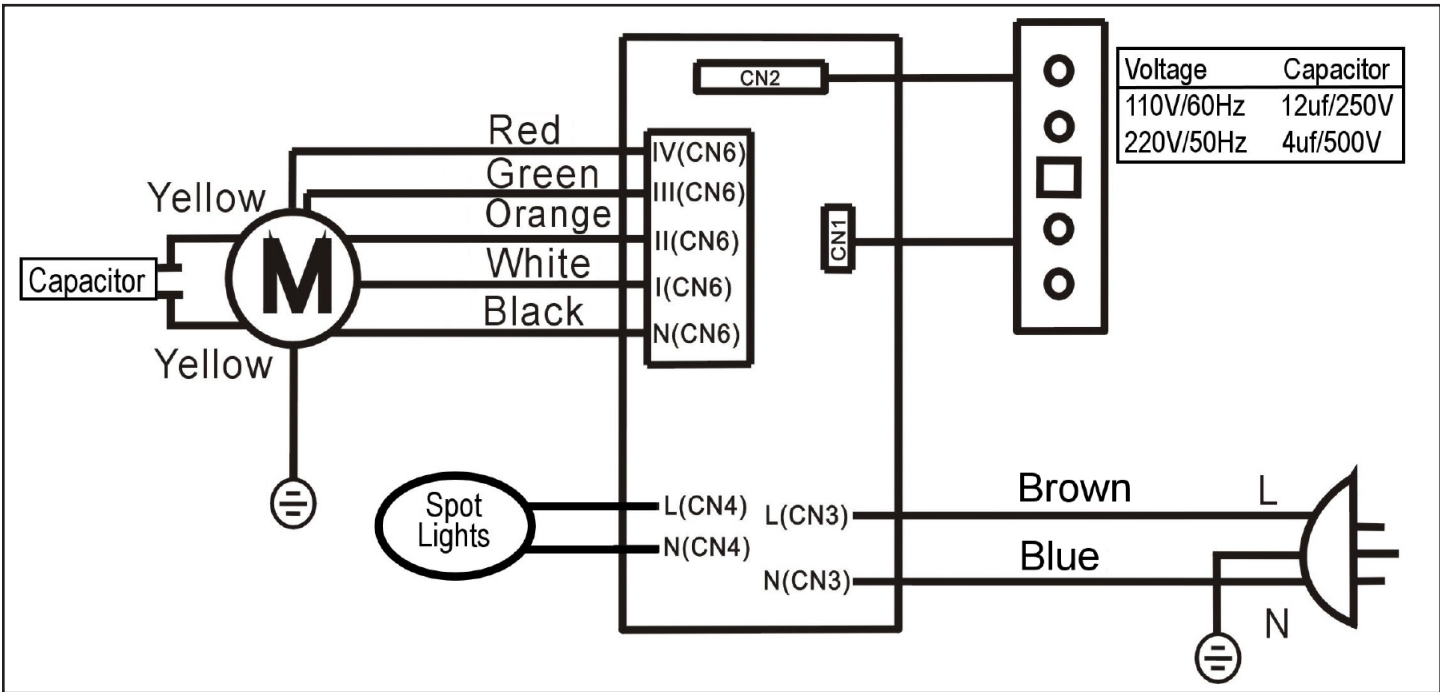 CN2
Voltage Capacitor
110V/60Hz 12uf/250V
220V/50Hz 4uf/500V
Red
IV(CN6)
Green
III(CN6)
Yellow
Orange
II(CN6)
CN1
M
White
I(CN6)
Capacitor
Black
N(CN6)
Yellow
Spot
Lights
L(CN4)
N(CN4)
L(CN3)
N(CN3)
Brown
L
Blue
N